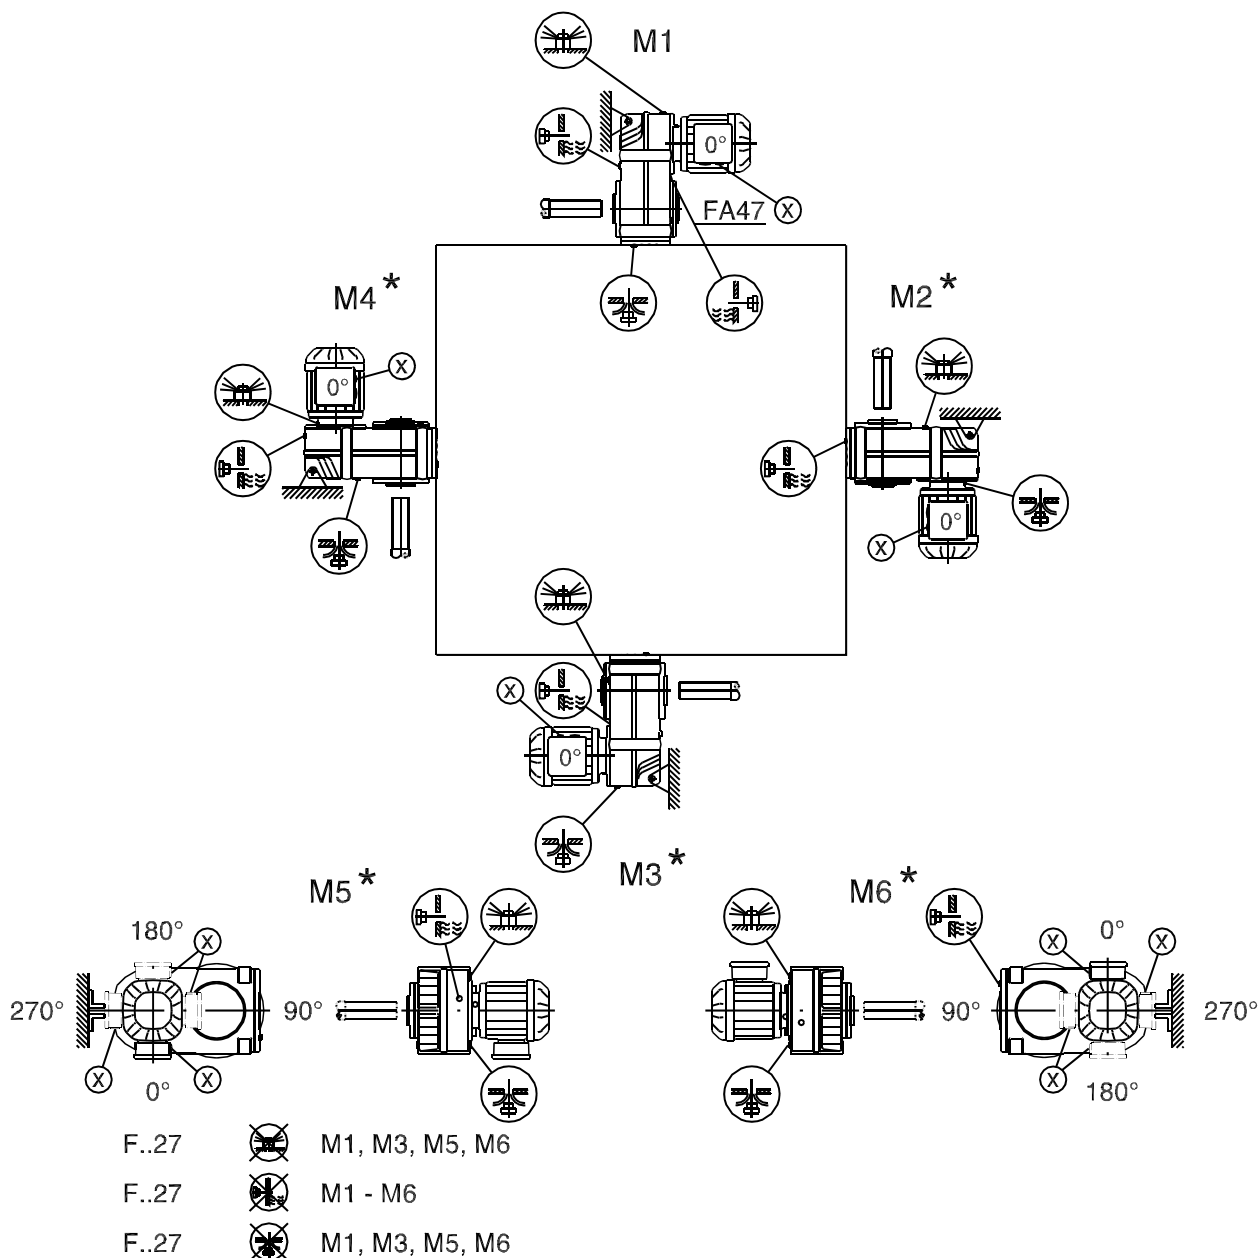 M1
0°
FA47 X
M4 *
M2 *
X
0°
0°
X
X
0°
M3 *
M5 *
M6 *
180°
X
0°
X
X
270°
90°
90°
270°
X
X
0°
X
180°
F..27 M1, M3, M5, M6
F..27 M1 - M6
F..27 M1, M3, M5, M6